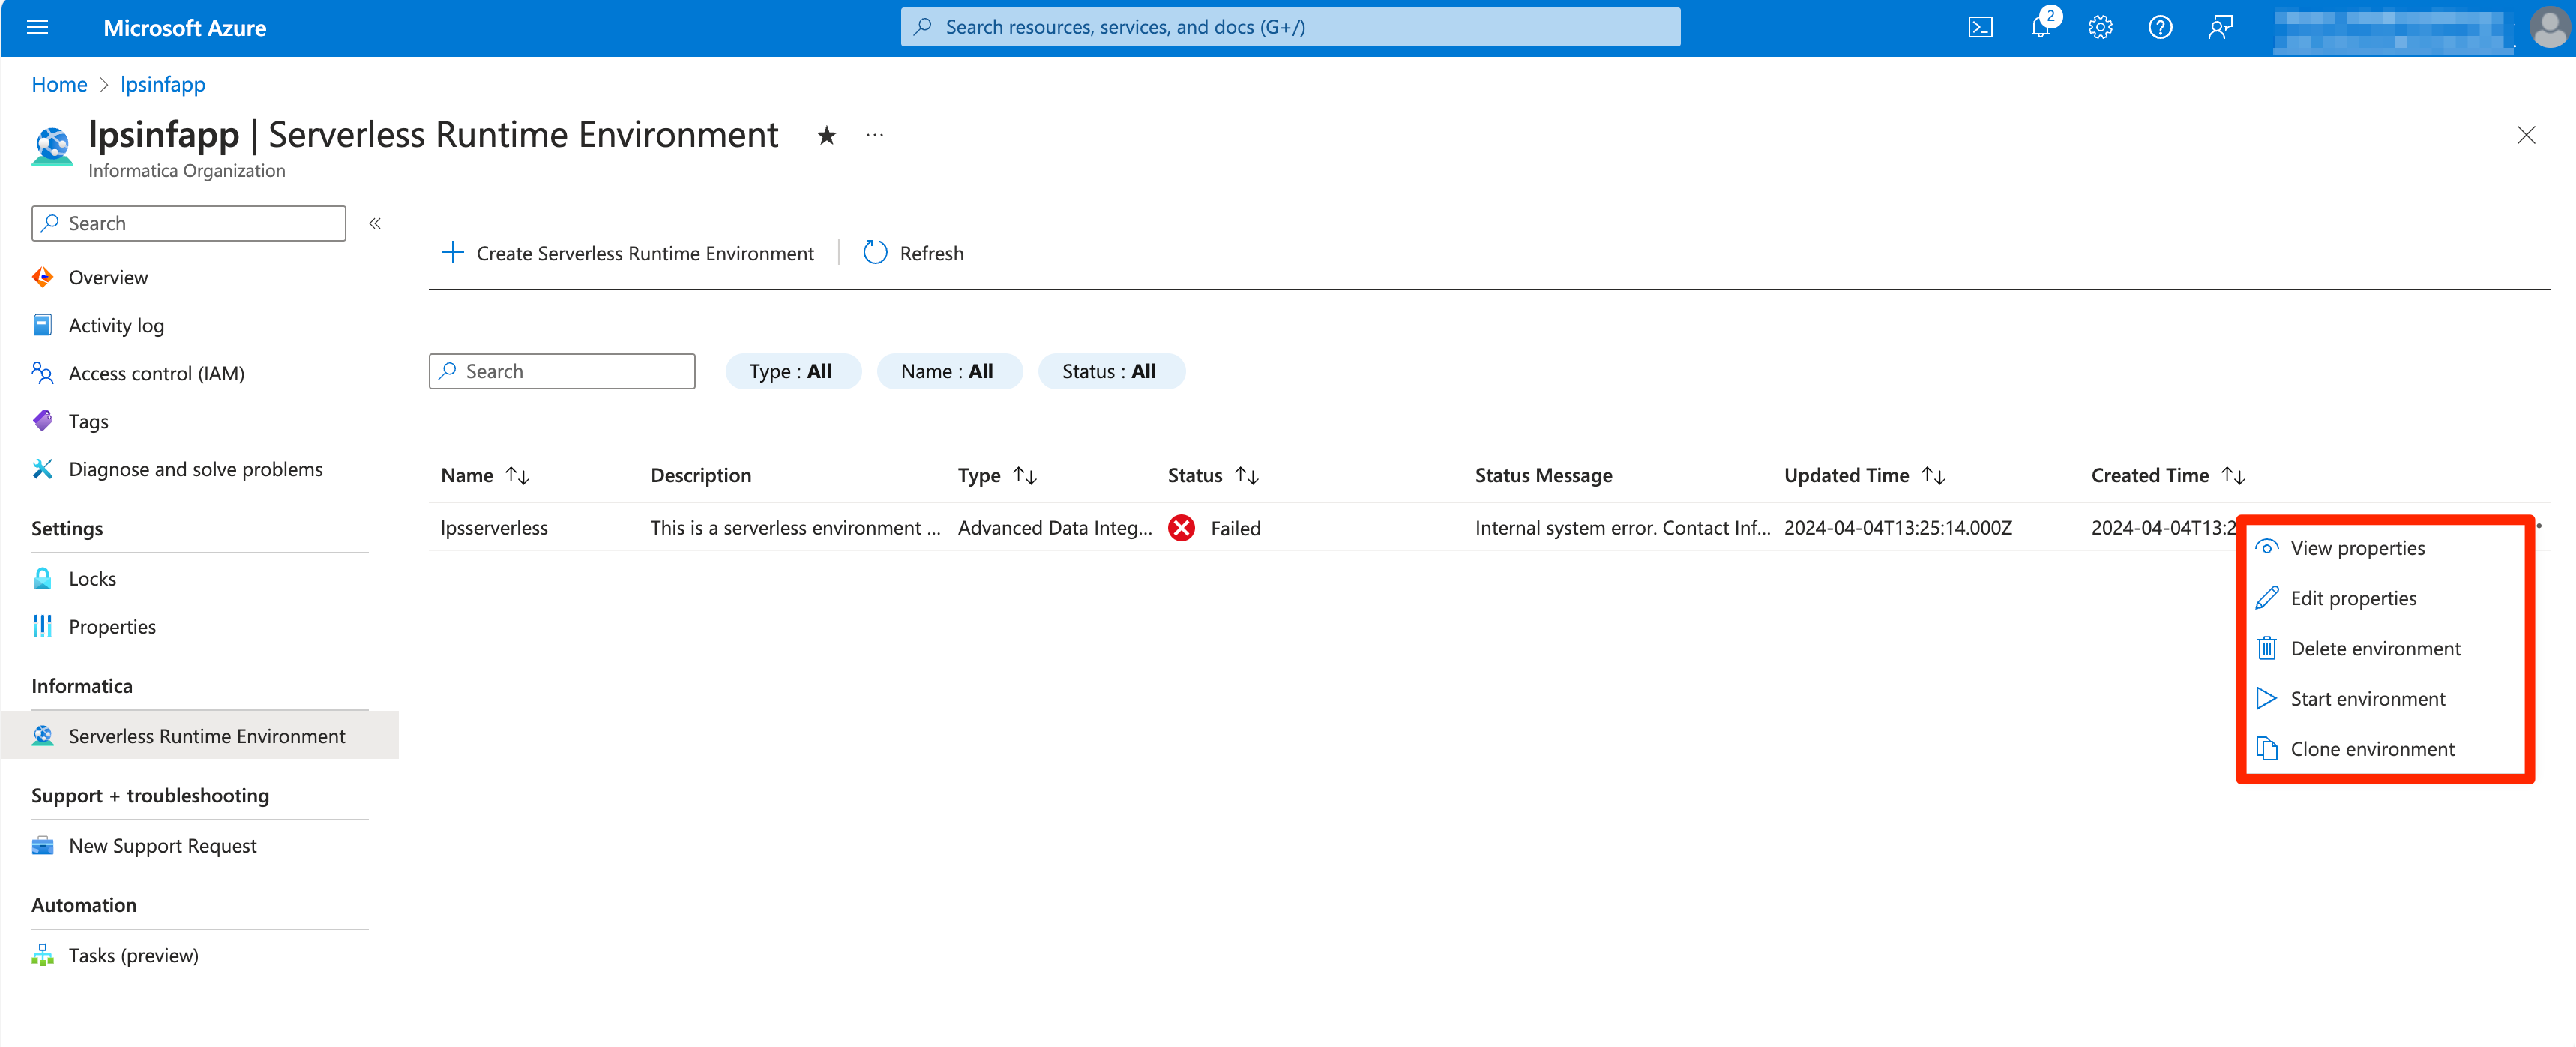 Microsoft Azure
Search resources, services, and docs (G+/)
2
Home > lpsinfapp
lpsinfapp | Serverless Runtime Environment ★ ...
Informatica Organization
Search «
Create Serverless Runtime Environment
Refresh
Overview
Activity log
Access control (IAM)
Tags
Diagnose and solve problems
Settings
Locks
Properties
Informatica
Serverless Runtime Environment
Support + troubleshooting
New Support Request
Automation
Tasks (preview)
Search
Type : All
Name : All
Status : All
Name ↑↓ Description Type ↑↓ Status ↑↓ Status Message Updated Time ↑↓ Created Time ↑↓
lpsserverless This is a serverless environment ... Advanced Data Integ... Failed Internal system error. Contact Inf... 2024-04-04T13:25:14.000Z 2024-04-04T13:2
View properties
Edit properties
Delete environment
Start environment
Clone environment